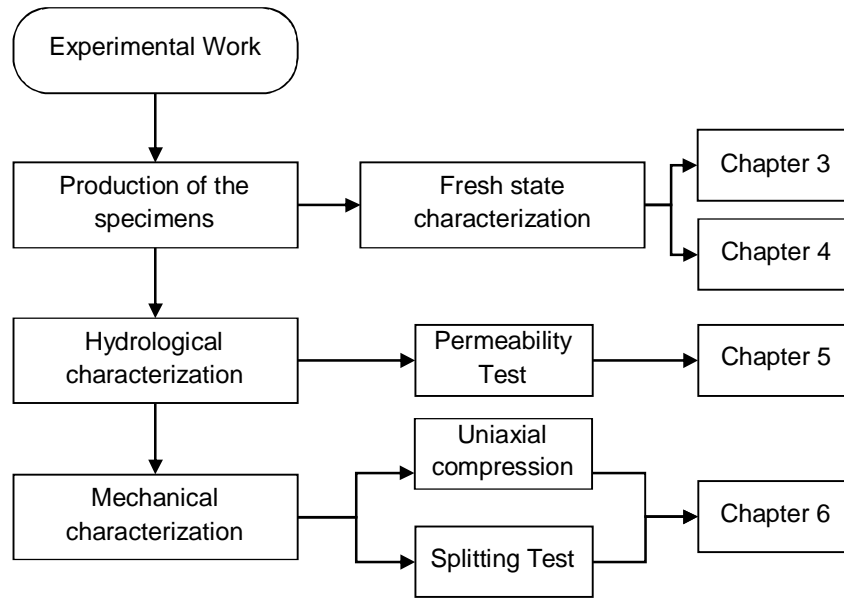 Experimental Work
Production of the
specimens
Fresh state
characterization
Chapter 3
Chapter 4
Hydrological
characterization
Permeability
Test
Chapter 5
Mechanical
characterization
Uniaxial
compression
Splitting Test
Chapter 6